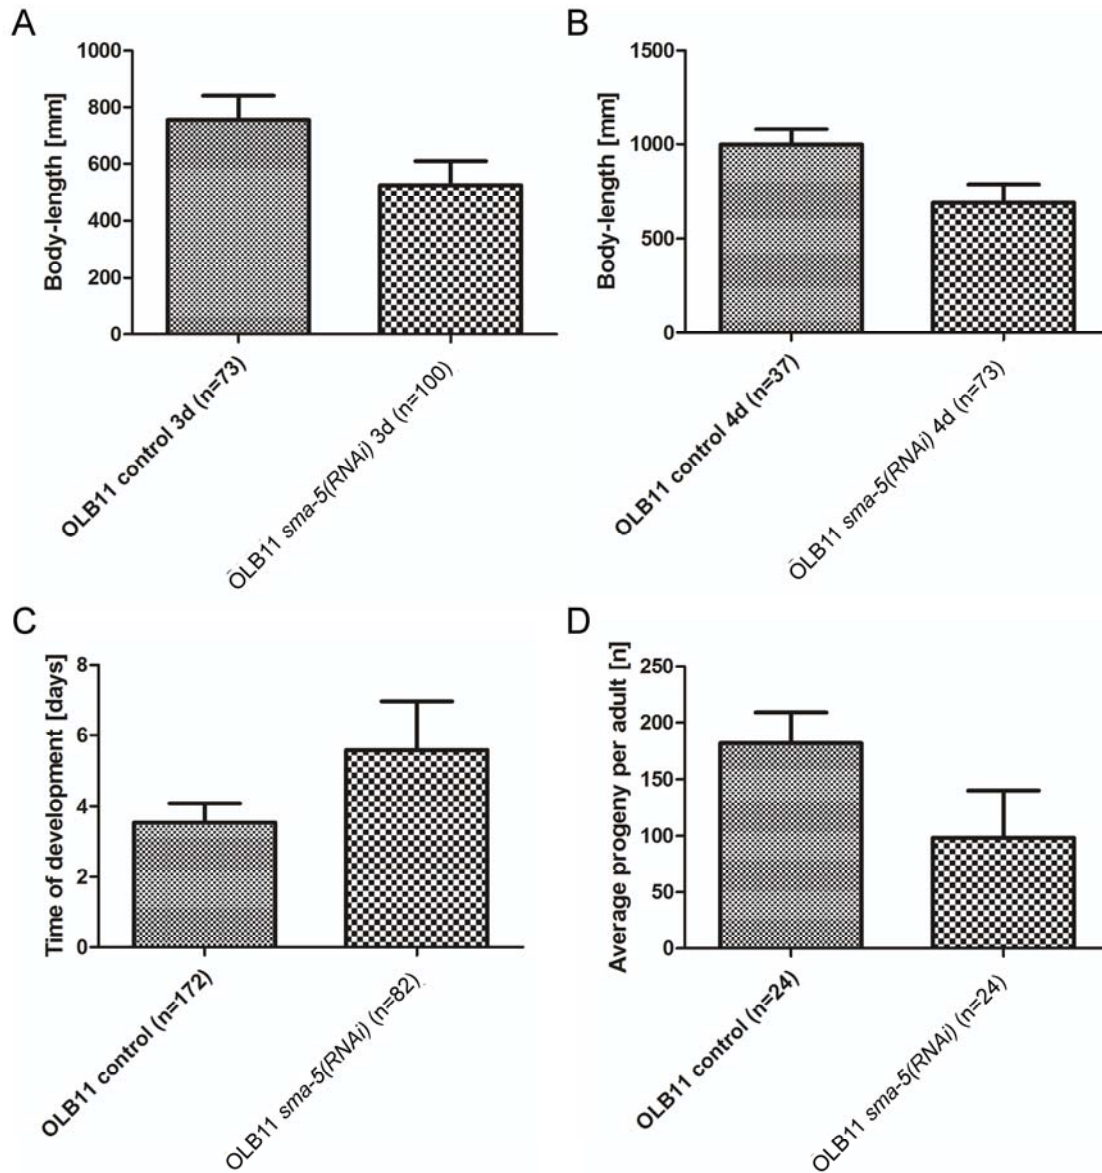 A
Body-length [mm]
1000
800
600
400
200
0
OLB11 control 3d (n=73)
OLB11 sma-5(RNAi) 3d (n=100)
B
Body-length [mm]
1500
1000
500
0
OLB11 control 4d (n=37)
OLB11 sma-5(RNAi) 4d (n=73)
C
Time of development [days]
8
6
4
2
0
OLB11 control (n=172)
OLB11 sma-5(RNAi) (n=82)
D
Average progeny per adult [n]
250
200
150
100
50
0
OLB11 control (n=24)
OLB11 sma-5(RNAi) (n=24)